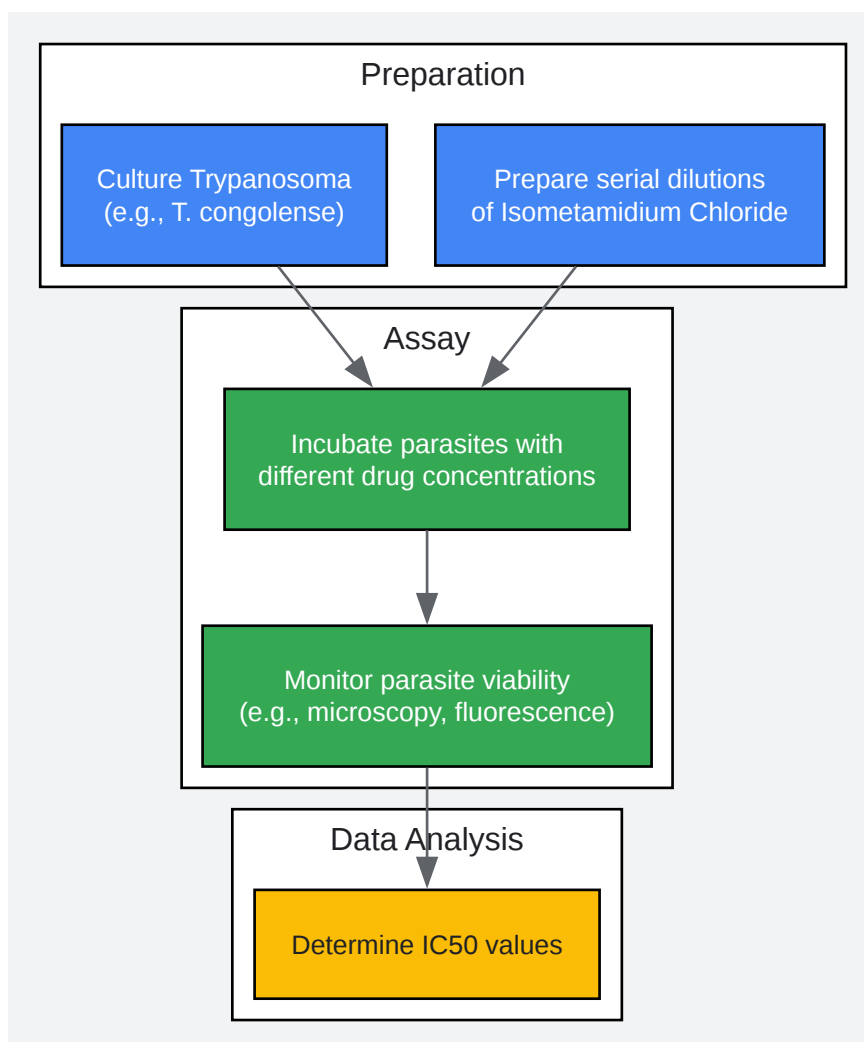 Preparation
Culture Trypanosoma
(e.g., T. congolense)
Prepare serial dilutions
of Isometamidium Chloride
Assay
Incubate parasites with
different drug concentrations
Monitor parasite viability
(e.g., microscopy, fluorescence)
Data Analysis
Determine IC50 values